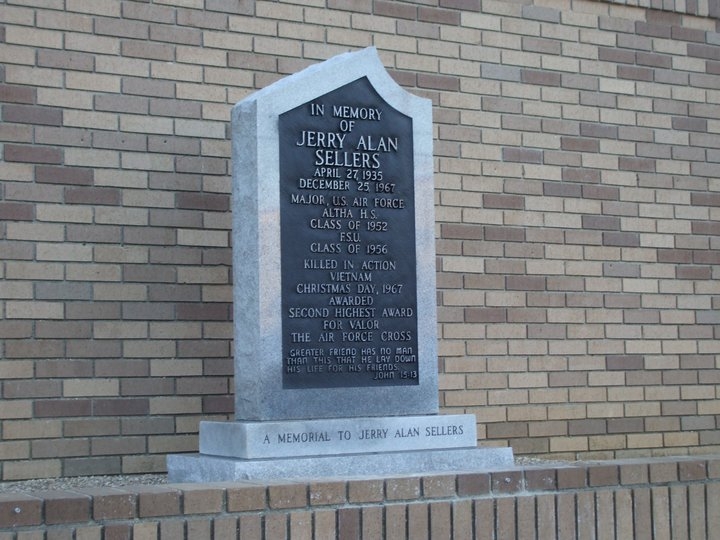 IN MEMORY
OF
JERRY ALAN
SELLERS
APRIL 27, 1935
DECEMBER 25, 1967
MAJOR, U.S. AIR FORCE
ALTHA H.S.
CLASS OF 1952
F.S.U.
CLASS OF 1956
KILLED IN ACTION
VIETNAM
CHRISTMAS DAY, 1967
AWARDED
SECOND HIGHEST AWARD
FOR VALOR
THE AIR FORCE CROSS
GREATER FRIEND HAS NO MAN
THAN THIS THAT HE LAY DOWN
HIS LIFE FOR HIS FRIENDS.
JOHN 15:13
A MEMORIAL TO JERRY ALAN SELLERS